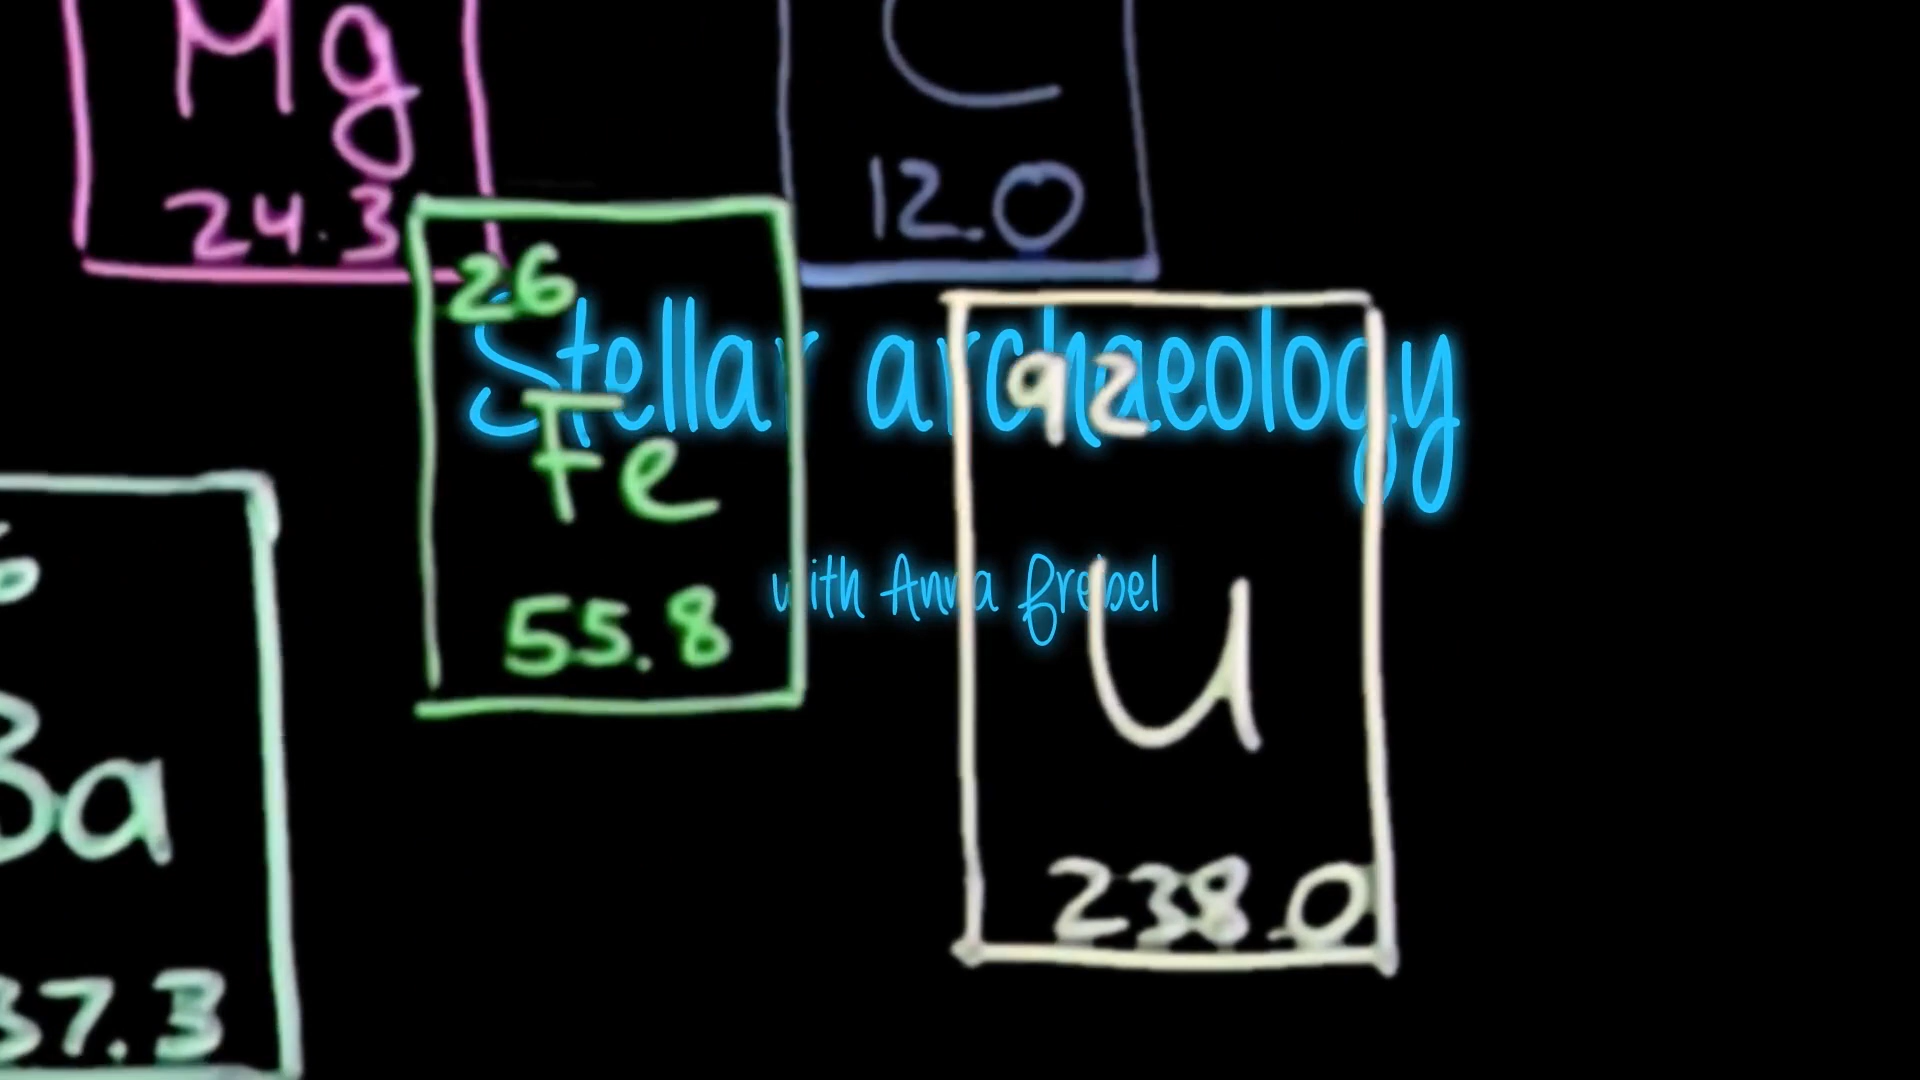 Mg
24.3
C
12.0
26
Fe
55.8
Stellar archaeology
with Anna Frebel
92
U
238.0
Ba
37.3